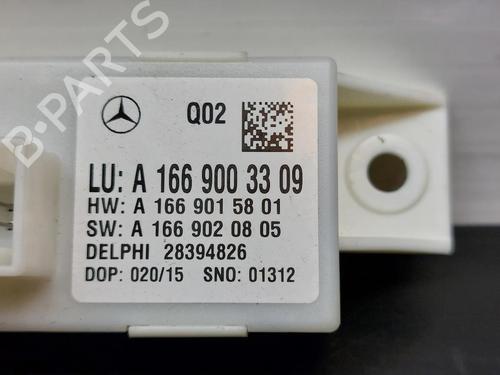 B-PARTS
Q02
LU: A 166 900 33 09
HW: A 166 901 58 01
SW: A 166 902 08 05
DELPHI 28394826
DOP: 020/15 SNO: 01312